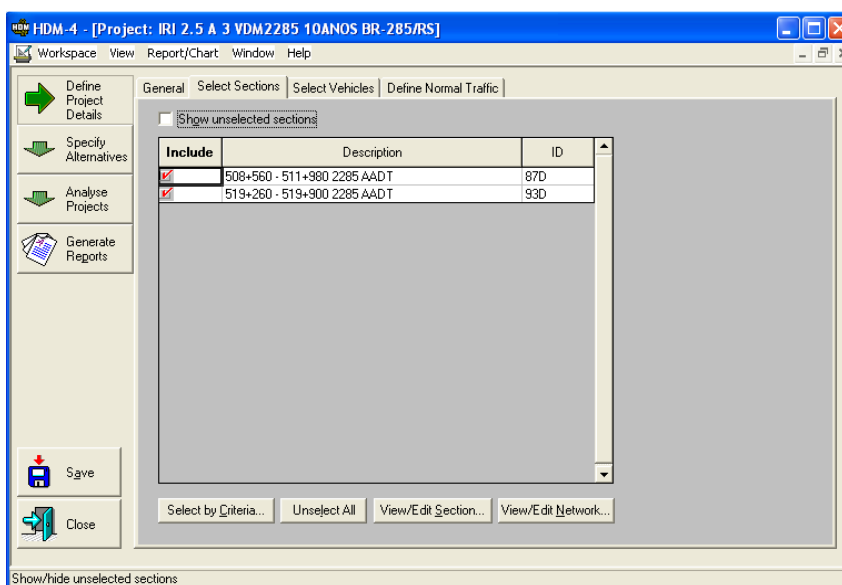 HDM-4 - [Project: IRI 2.5 A 3 VDM2285 10ANOS BR-285/RS]
Workspace View Report/Chart Window Help
Define
Project
Details
Specify
Alternatives
Analyse
Projects
Generate
Reports
Save
Close
General Select Sections Select Vehicles Define Normal Traffic
Show unselected sections
Include Description ID
508+560 - 511+980 2285 AADT 87D
519+260 - 519+900 2285 AADT 93D
Select by Criteria... Unselect All View/Edit Section... View/Edit Network...
Show/hide unselected sections